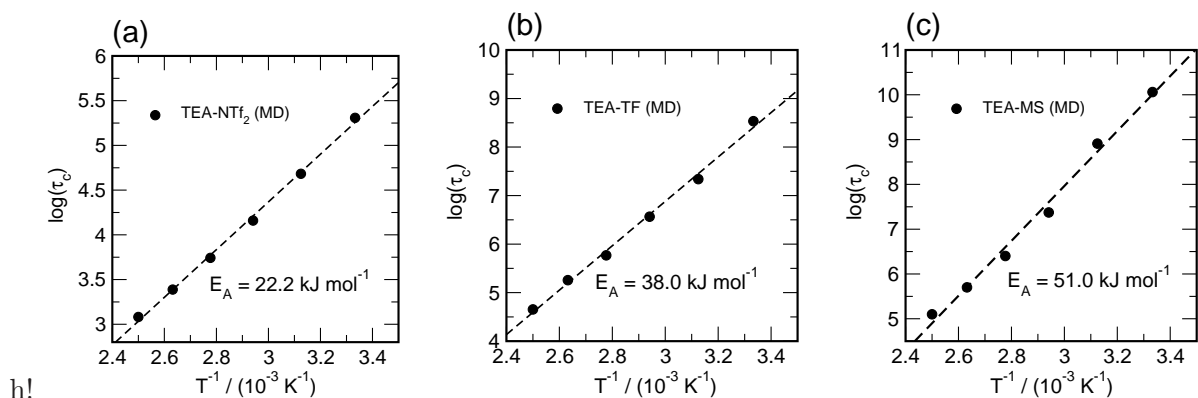 (a)
6
5.5
5
4.5
4
3.5
3
log(τc)
TEA-NTf2 (MD)
EA = 22.2 kJ mol-1
2.4 2.6 2.8 3 3.2 3.4
T-1 / (10-3 K-1)
(b)
10
9
8
7
6
5
4
log(τc)
TEA-TF (MD)
EA = 38.0 kJ mol-1
2.4 2.6 2.8 3 3.2 3.4
T-1 / (10-3 K-1)
(c)
11
10
9
8
7
6
5
log(τc)
TEA-MS (MD)
EA = 51.0 kJ mol-1
2.4 2.6 2.8 3 3.2 3.4
T-1 / (10-3 K-1)
h!